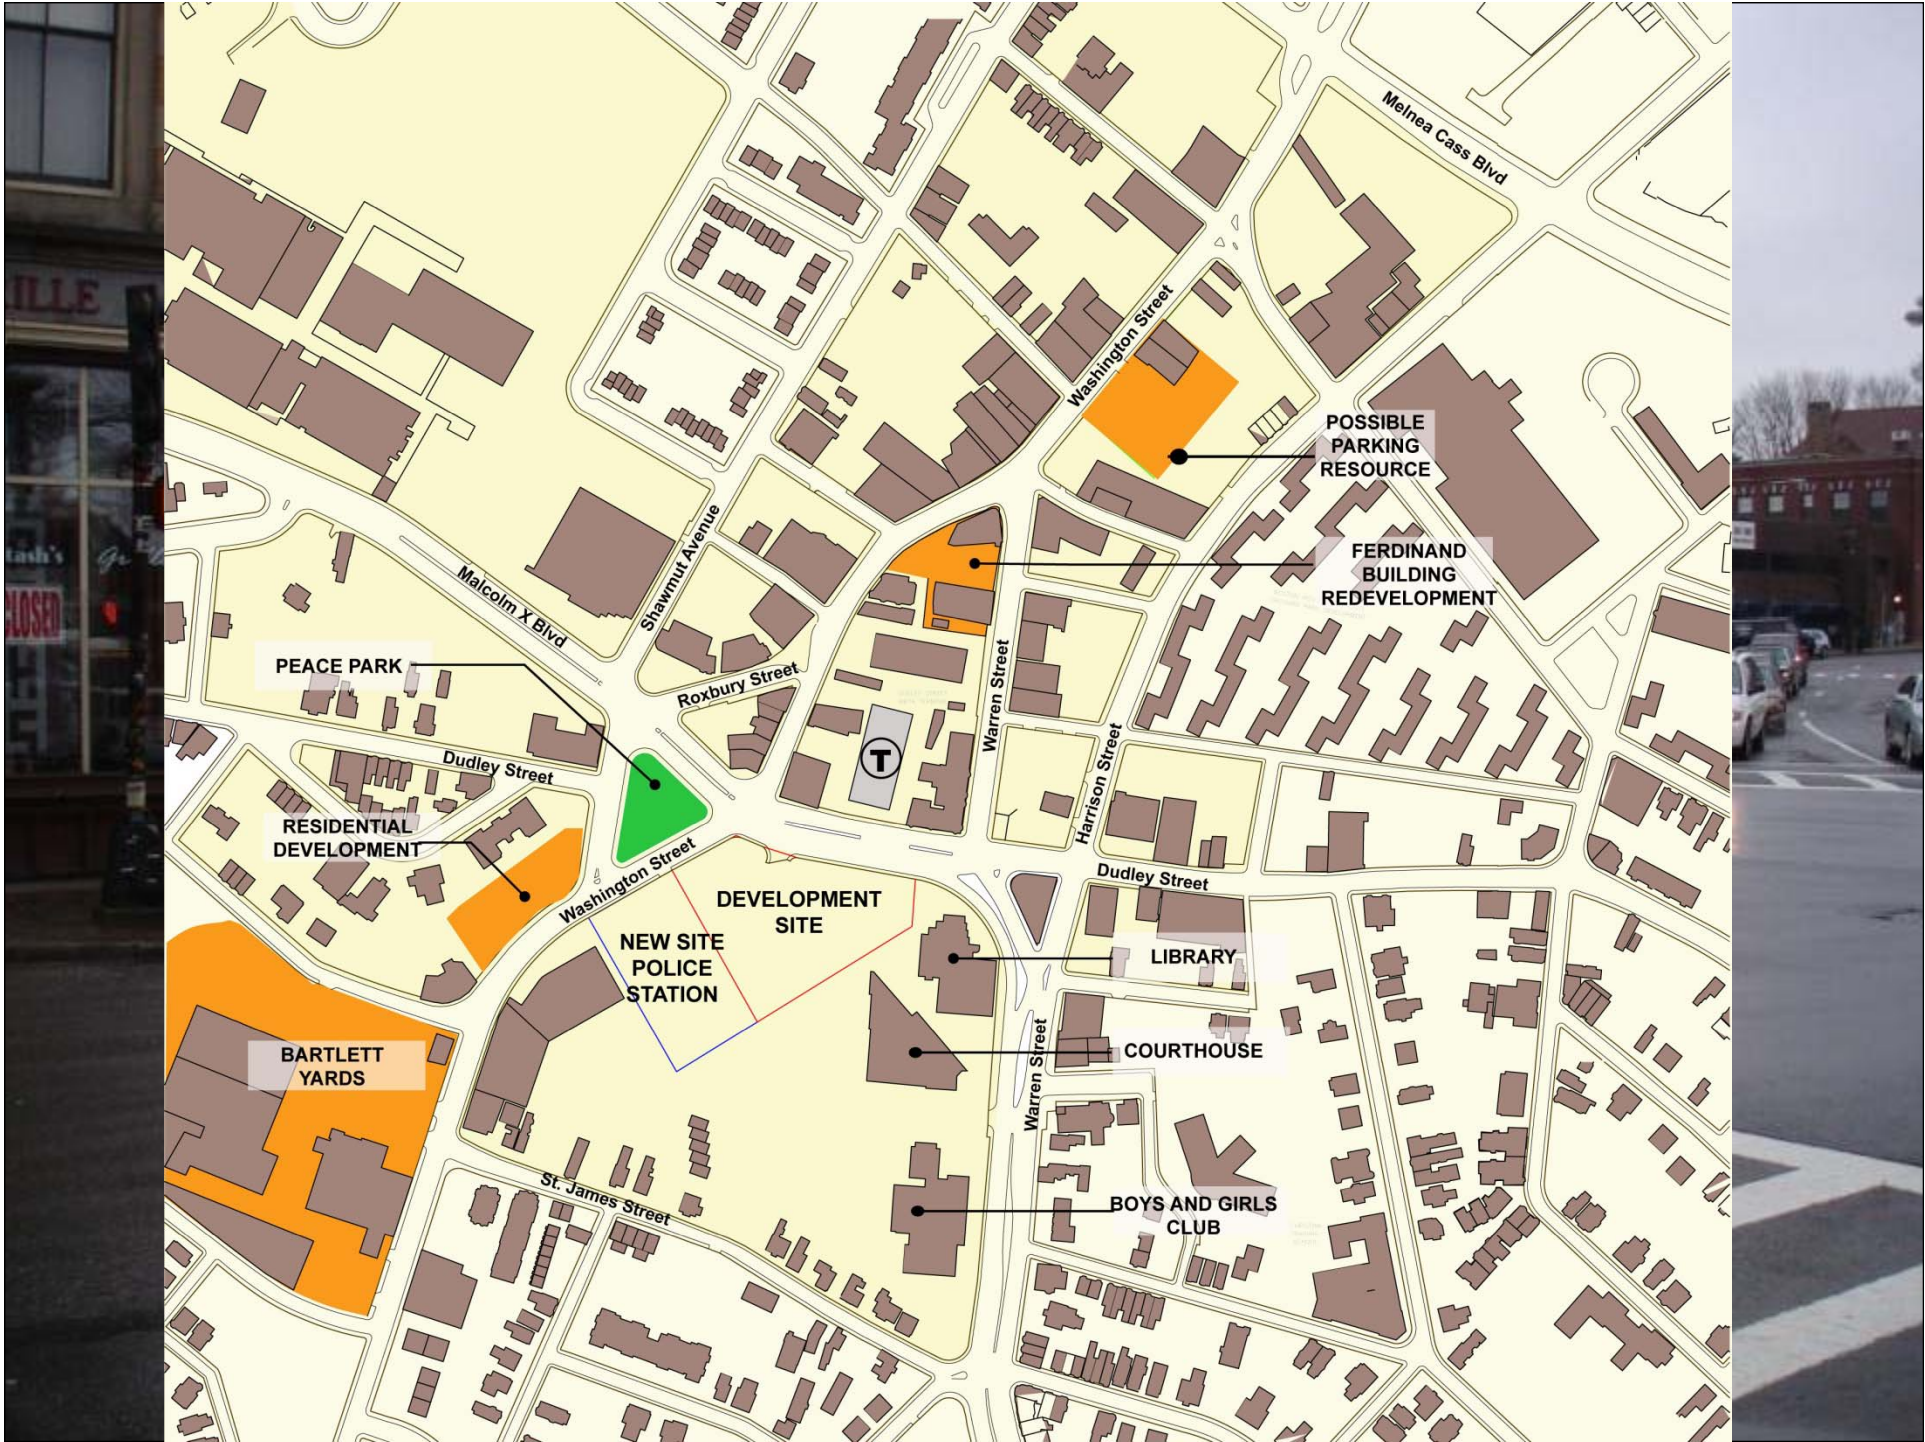 Melnea Cass Blvd
ILLE
Washington Street
POSSIBLE
PARKING
RESOURCE
Shawmut Avenue
tash's
CLOSED
Malcolm X Blvd
FERDINAND
BUILDING
REDEVELOPMENT
PEACE PARK
Roxbury Street
Warren Street
T
Harrison Street
Dudley Street
RESIDENTIAL
DEVELOPMENT
Washington Street
DEVELOPMENT
SITE
Dudley Street
NEW SITE
POLICE
STATION
LIBRARY
BARTLETT
YARDS
COURTHOUSE
Warren Street
St. James Street
BOYS AND GIRLS
CLUB